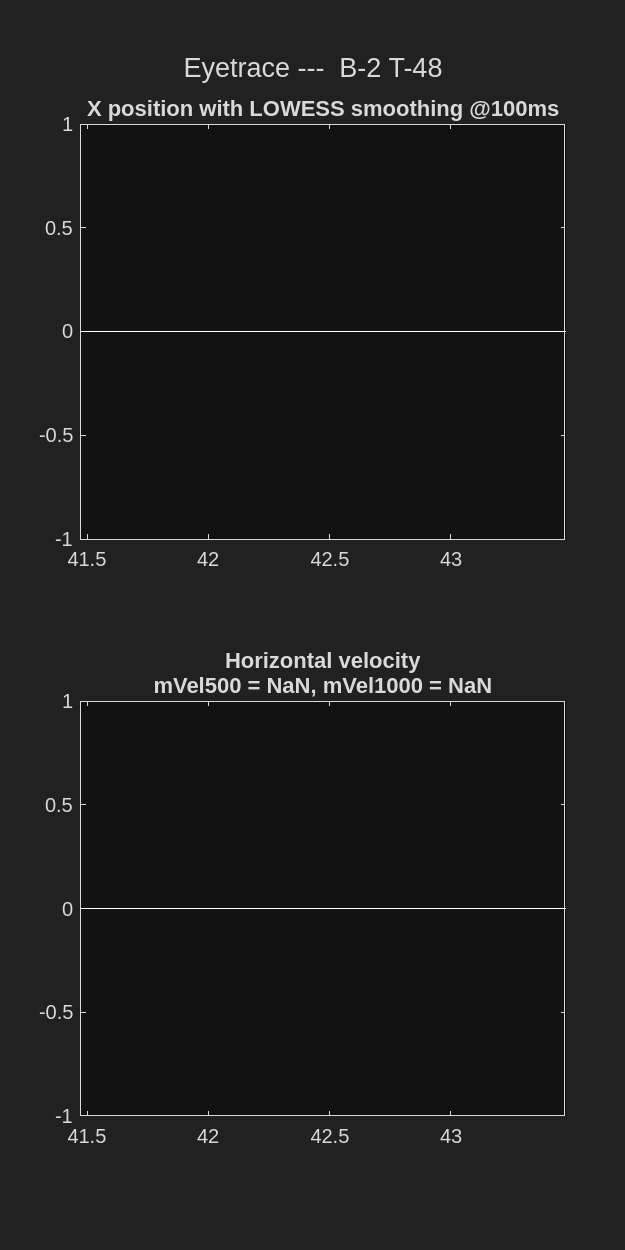 Eyetrace ---  B-2 T-48
X position with LOWESS smoothing @100ms
1
0.5
0
-0.5
-1
41.5 42 42.5 43
Horizontal velocity
mVel500 = NaN, mVel1000 = NaN
1
0.5
0
-0.5
-1
41.5 42 42.5 43